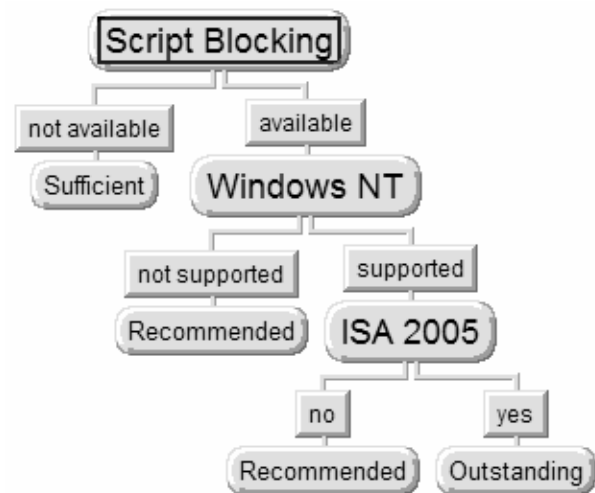 Script Blocking
not available
available
Sufficient
Windows NT
not supported
supported
Recommended
ISA 2005
no
yes
Recommended
Outstanding